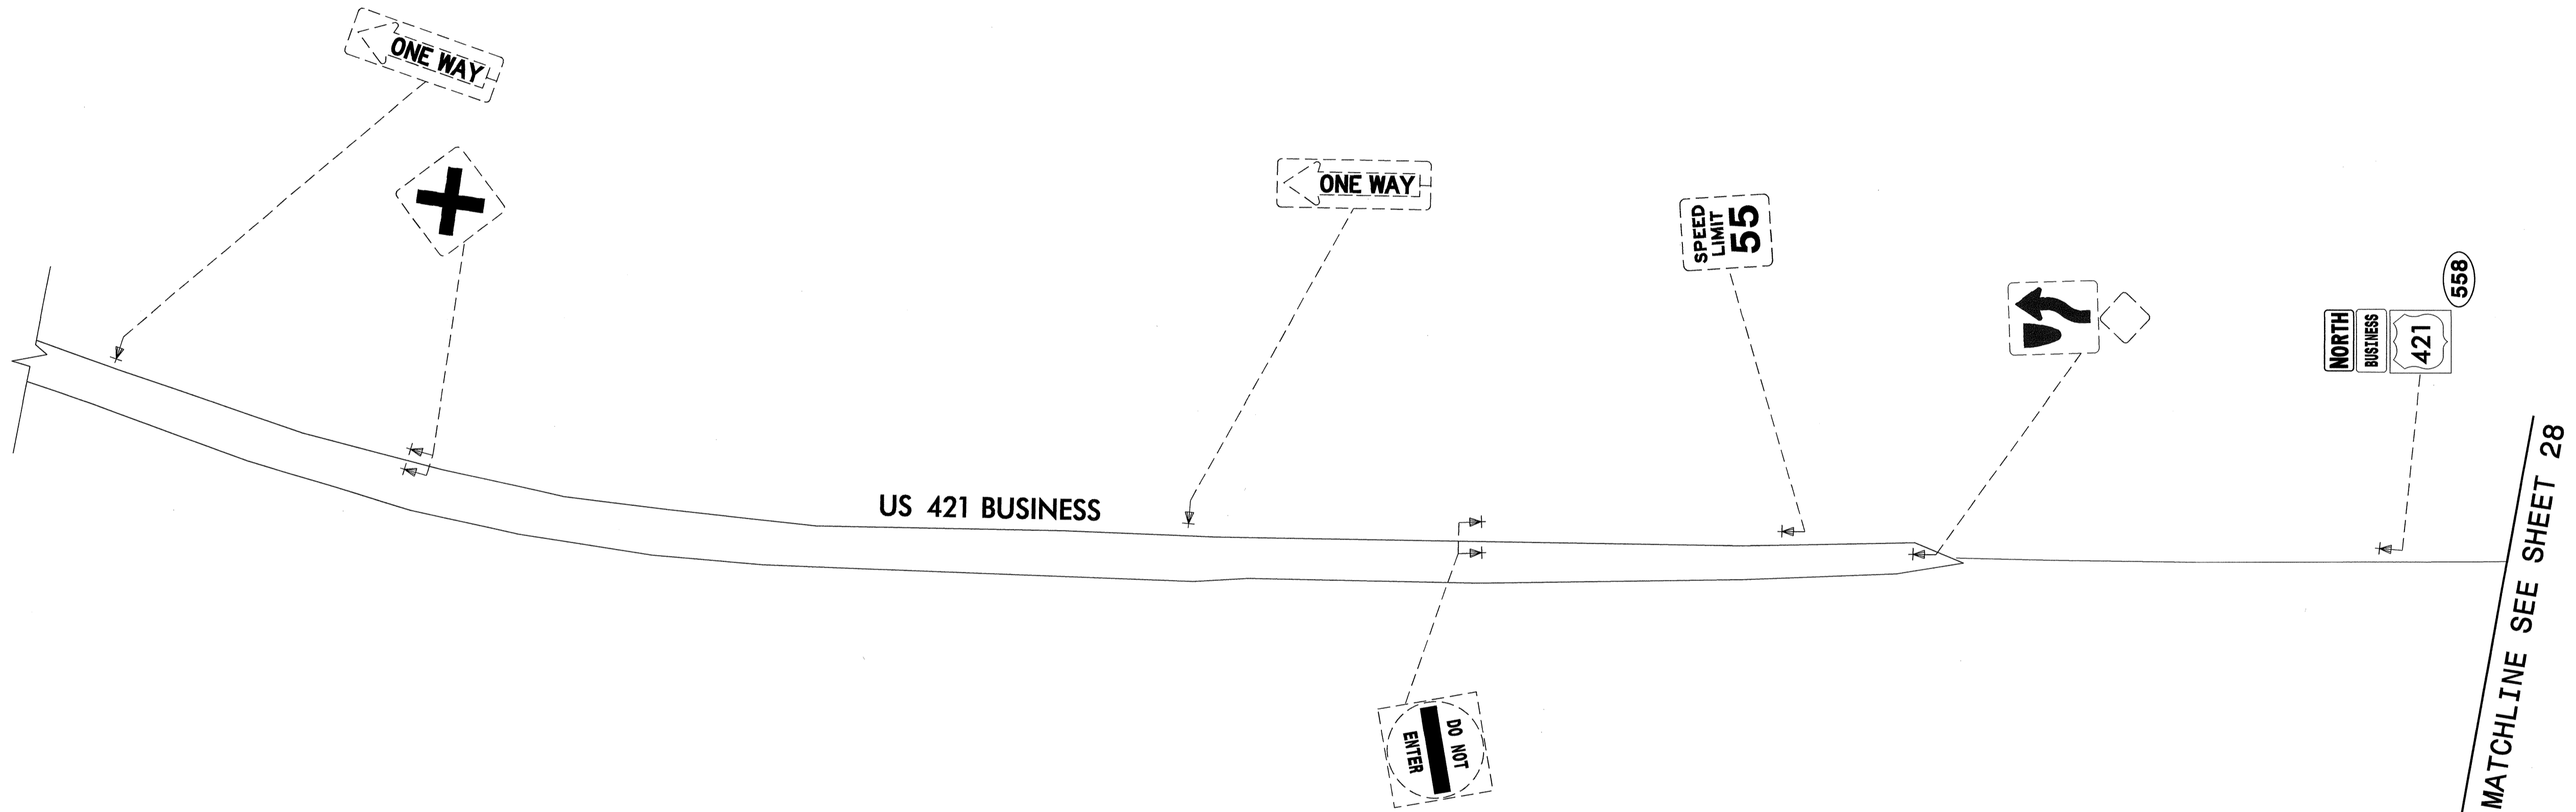 ONE WAY
ONE WAY
SPEED
LIMIT
55
558
NORTH
BUSINESS
421
US 421 BUSINESS
MATCHLINE SEE SHEET 28
DO NOT
ENTER